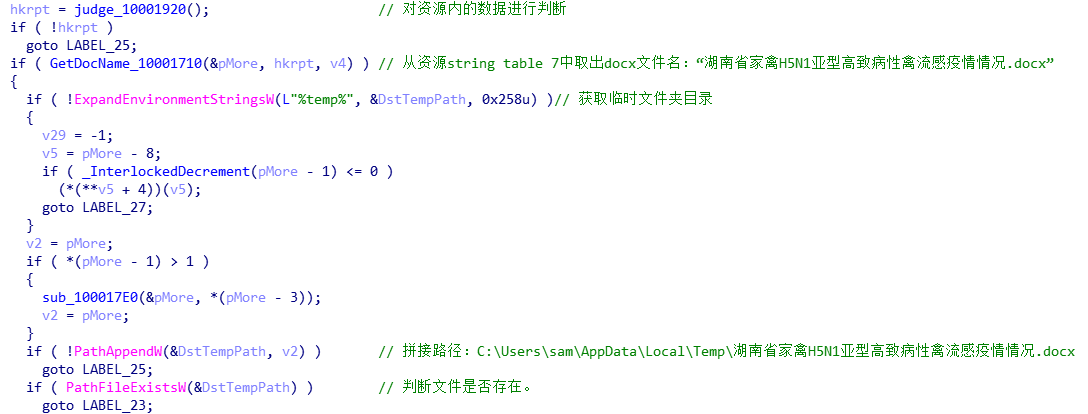 hkrpt = judge_10001920(); // 对资源内的数据进行判断
if ( !hkrpt )
goto LABEL_25;
if ( GetDocName_10001710(&pMore, hkrpt, v4) ) // 从资源string table 7中取出docx文件名：“湖南省家禽H5N1亚型高致病性禽流感疫情情况.docx”
{
if ( !ExpandEnvironmentStringsW(L"%temp%", &DstTempPath, 0x258u) )// 获取临时文件夹目录
{
v29 = -1;
v5 = pMore - 8;
if ( _InterlockedDecrement(pMore - 1) <= 0 )
(*(**v5 + 4))(v5);
goto LABEL_27;
}
v2 = pMore;
if ( *(pMore - 1) > 1 )
{
sub_100017E0(&pMore, *(pMore - 3));
v2 = pMore;
}
if ( !PathAppendW(&DstTempPath, v2) ) // 拼接路径：C:\Users\sam\AppData\Local\Temp\湖南省家禽H5N1亚型高致病性禽流感疫情情况.docx
goto LABEL_25;
if ( PathFileExistsW(&DstTempPath) ) // 判断文件是否存在。
goto LABEL_23;